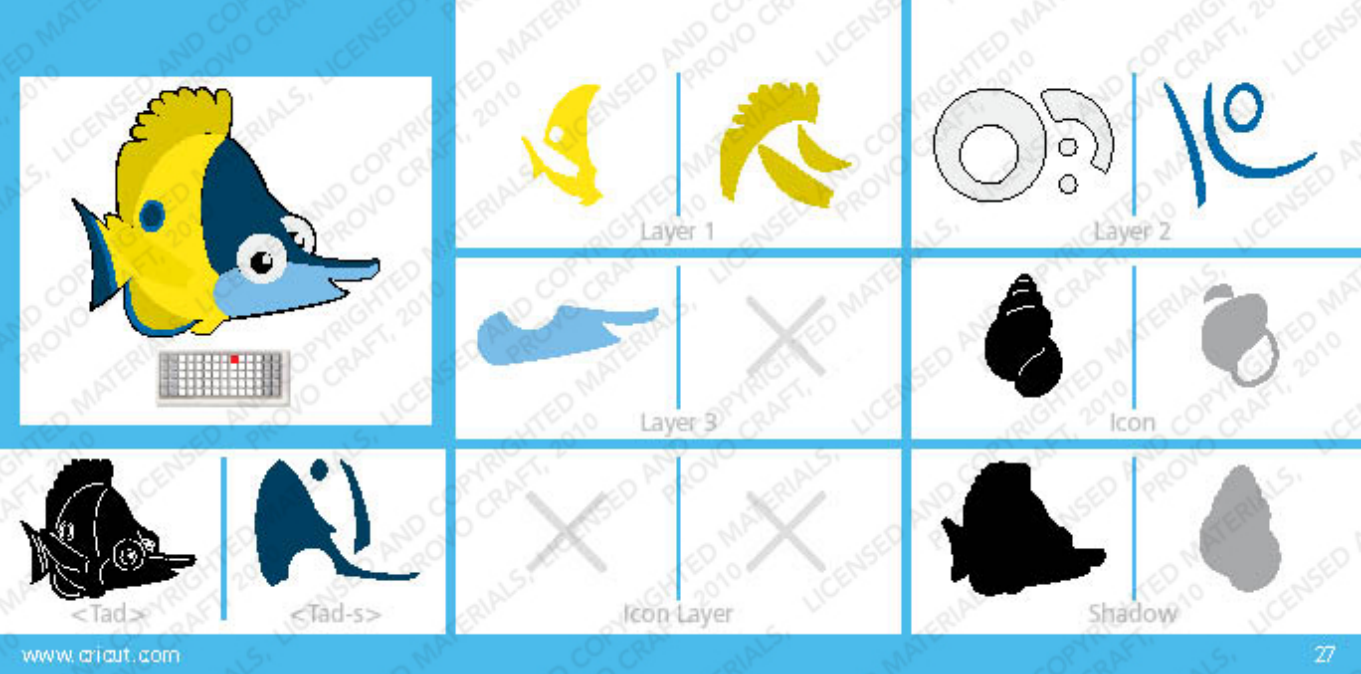 Layer 1
Layer 2
Layer 3
Icon
<Tad>
<Tad-s>
Icon Layer
Shadow
www.cricut.com
27
LICENSED AND COPYRIGHTED MATERIALS, PROVO CRAFT, 2010